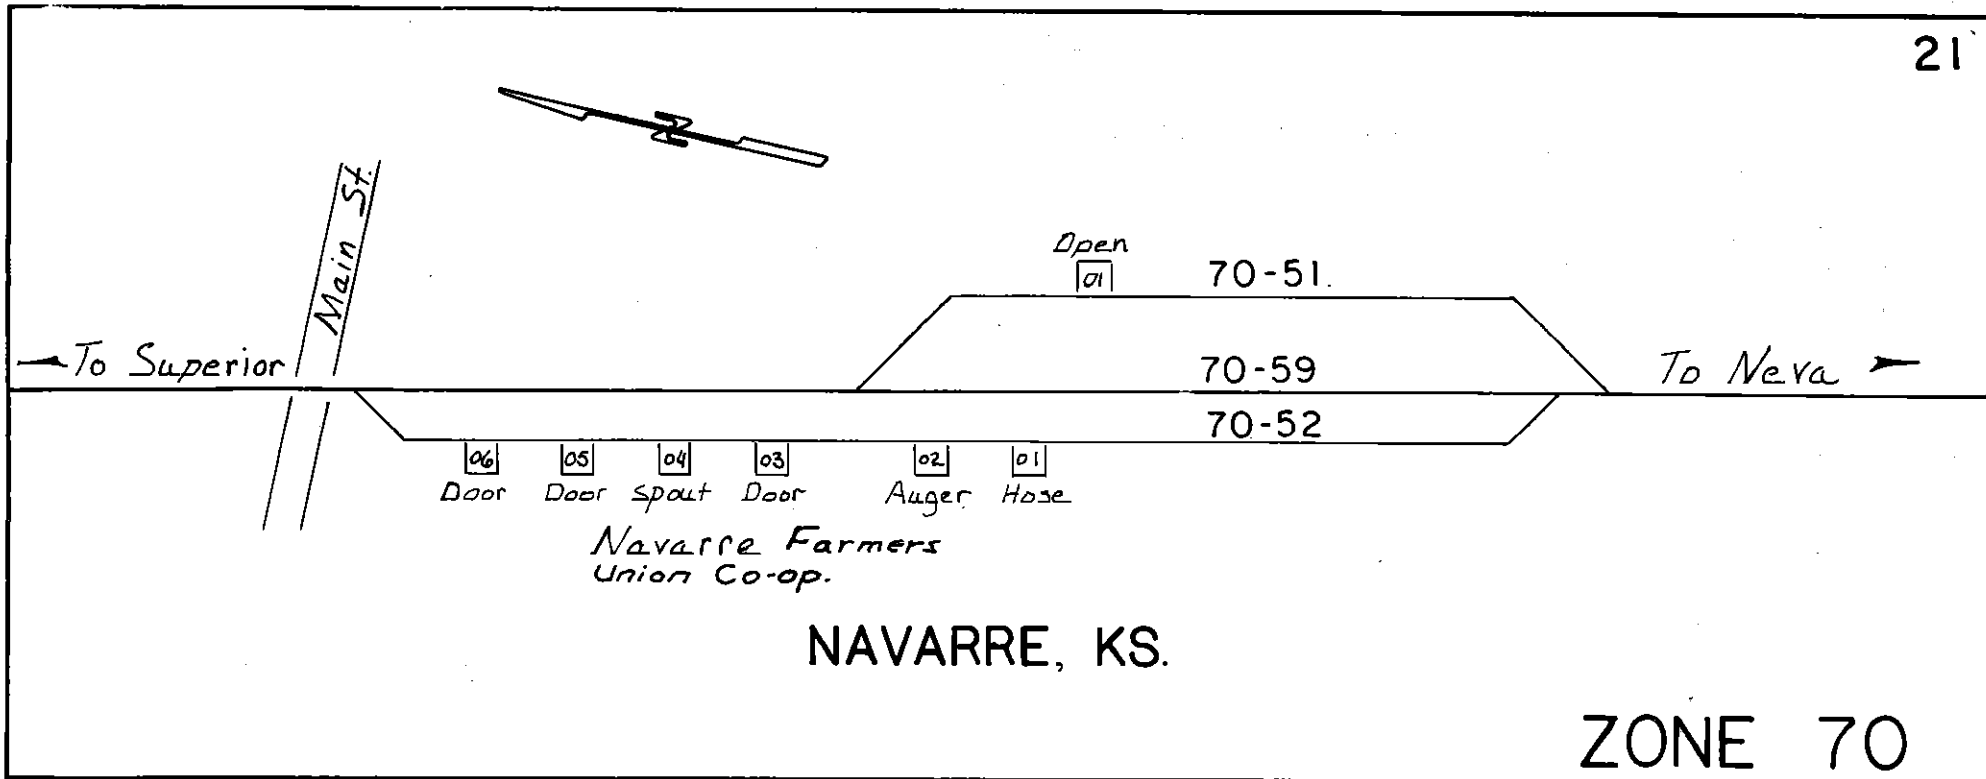 21
N
Main St.
Open
01
70-51.
To Superior
70-59
To Neva
70-52
06 05 04 03 02 01
Door Door spout Door Auger Hose
Navarre Farmers
Union Co-op.
NAVARRE, KS.
ZONE 70